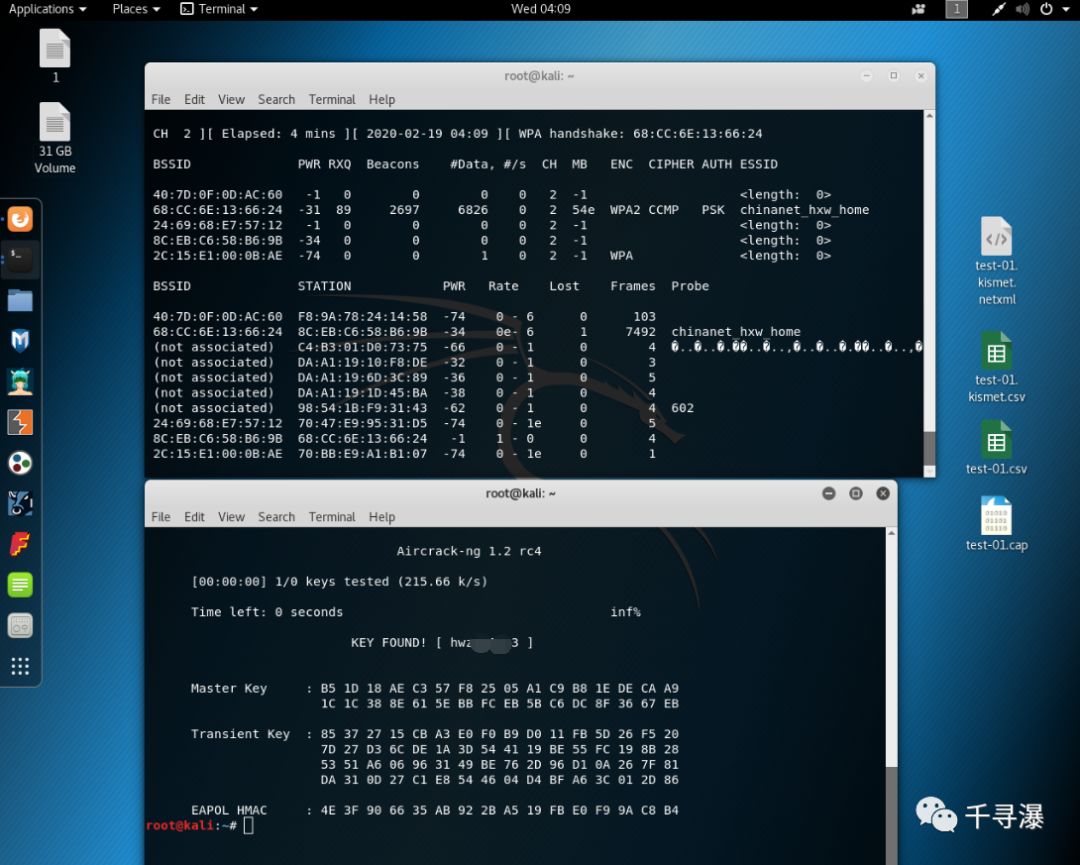 Applications Places Terminal Wed 04:09 1
1
31 GB
Volume
root@kali: ~
File Edit View Search Terminal Help
CH 2 ][ Elapsed: 4 mins ][ 2020-02-19 04:09 ][ WPA handshake: 68:CC:6E:13:66:24
BSSID PWR RXQ Beacons #Data, #/s CH MB ENC CIPHER AUTH ESSID
40:7D:0F:0D:AC:60 -1 0 0 0 0 2 -1 <length: 0>
68:CC:6E:13:66:24 -31 89 2697 6826 0 2 54e WPA2 CCMP PSK chinanet_hxw_home
24:69:68:E7:57:12 -1 0 0 0 0 2 -1 <length: 0>
8C:EB:C6:58:B6:9B -34 0 0 0 0 2 -1 <length: 0>
2C:15:E1:00:0B:AE -74 0 0 1 0 2 -1 WPA <length: 0>
BSSID STATION PWR Rate Lost Frames Probe
40:7D:0F:0D:AC:60 F8:9A:78:24:14:58 -74 0 - 6 0 103
68:CC:6E:13:66:24 8C:EB:C6:58:B6:9B -34 0e- 6 1 7492 chinanet_hxw_home
(not associated) C4:B3:01:D0:73:75 -66 0 - 1 0 4
(not associated) DA:A1:19:10:F8:DE -32 0 - 1 0 3
(not associated) DA:A1:19:6D:3C:89 -36 0 - 1 0 5
(not associated) DA:A1:19:1D:45:BA -38 0 - 1 0 4
(not associated) 98:54:1B:F9:31:43 -62 0 - 1 0 4 602
24:69:68:E7:57:12 70:47:E9:95:31:D5 -74 0 - 1e 0 5
8C:EB:C6:58:B6:9B 68:CC:6E:13:66:24 -1 1 - 0 0 4
2C:15:E1:00:0B:AE 70:BB:E9:A1:B1:07 -74 0 - 1e 0 1
test-01.
kismet.
netxml
test-01.
kismet.csv
test-01.csv
test-01.cap
root@kali: ~
File Edit View Search Terminal Help
Aircrack-ng 1.2 rc4
[00:00:00] 1/0 keys tested (215.66 k/s)
Time left: 0 seconds inf%
KEY FOUND! [ 3 ]
Master Key : B5 1D 18 AE C3 57 F8 25 05 A1 C9 B8 1E DE CA A9
1C 1C 38 8E 61 5E BB FC EB 5B C6 DC 8F 36 67 EB
Transient Key : 85 37 27 15 CB A3 E0 F0 B9 D0 11 FB 5D 26 F5 20
7D 27 D3 6C DE 1A 3D 54 41 19 BE 55 FC 19 8B 28
53 51 A6 06 96 31 49 BE 76 2D 96 D1 0A 26 7F 81
DA 31 0D 27 C1 E8 54 46 04 D4 BF A6 3C 01 2D 86
EAPOL HMAC : 4E 3F 90 66 35 AB 92 2B A5 19 FB E0 F9 9A C8 B4
root@kali:~#
千寻瀑